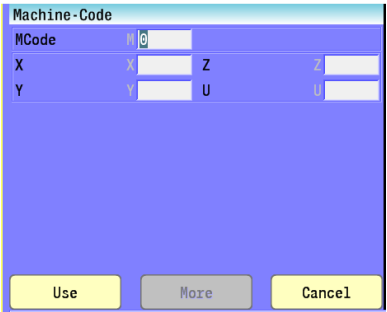 Machine-Code
MCode M 0
X X Z Z
Y Y U U
Use More Cancel